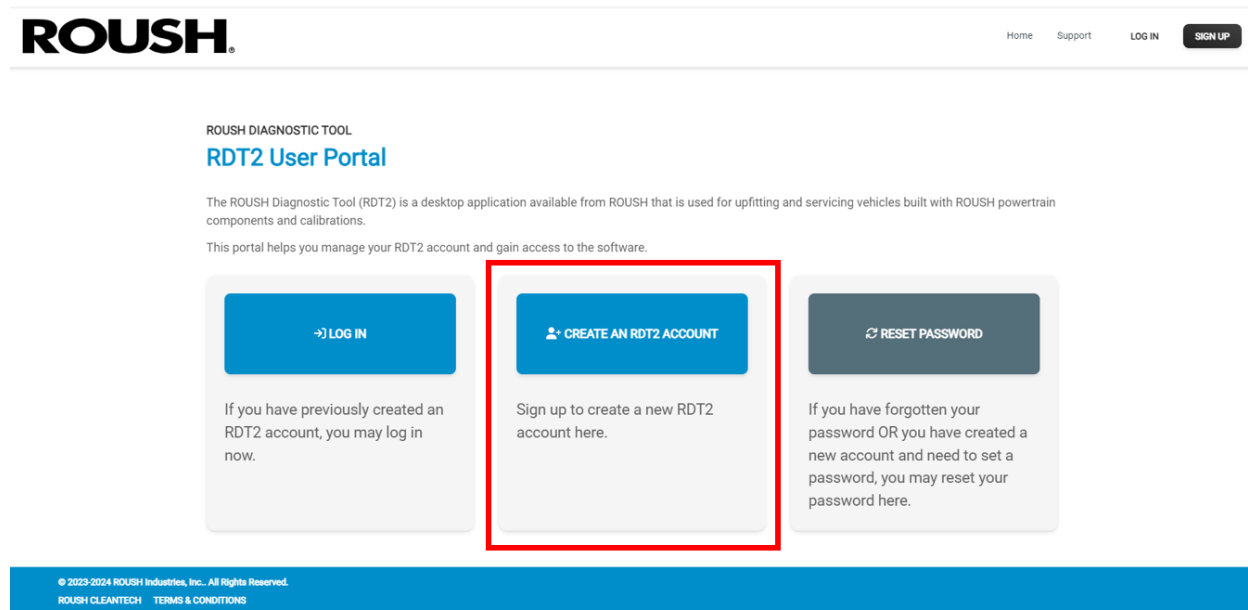 ROUSH®
Home Support LOG IN SIGN UP
ROUSH DIAGNOSTIC TOOL
RDT2 User Portal
The ROUSH Diagnostic Tool (RDT2) is a desktop application available from ROUSH that is used for upfitting and servicing vehicles built with ROUSH powertrain
components and calibrations.
This portal helps you manage your RDT2 account and gain access to the software.
LOG IN
If you have previously created an
RDT2 account, you may log in
now.
CREATE AN RDT2 ACCOUNT
Sign up to create a new RDT2
account here.
RESET PASSWORD
If you have forgotten your
password OR you have created a
new account and need to set a
password, you may reset your
password here.
© 2023-2024 ROUSH Industries, Inc.. All Rights Reserved.
ROUSH CLEANTECH TERMS & CONDITIONS